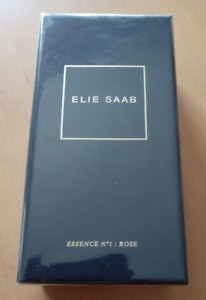 ELIE SAAB
ESSENCE N°1 : ROSE